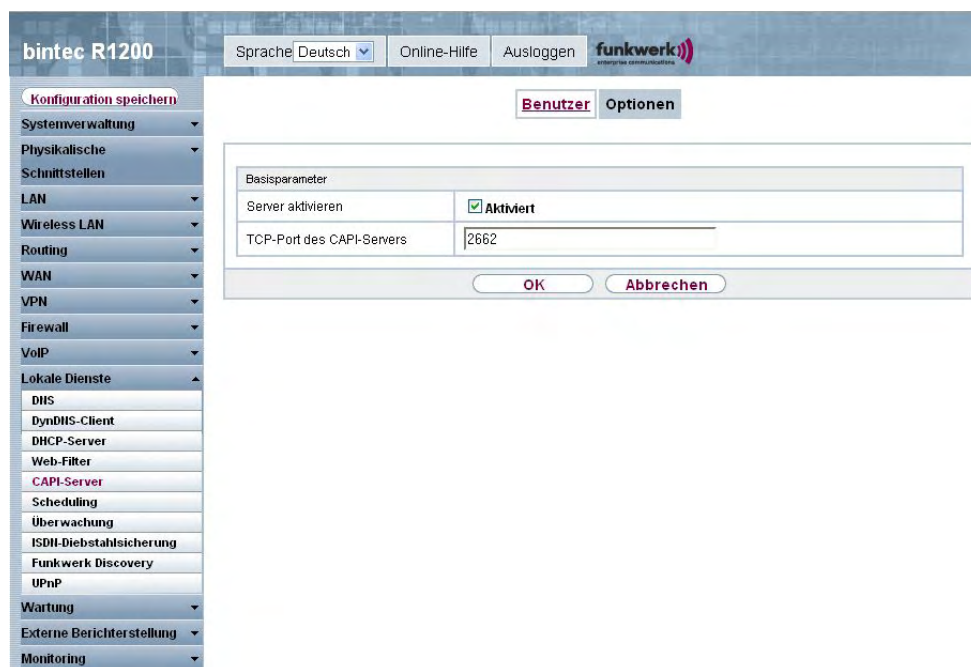 bintec R1200
Sprache Deutsch
Online-Hilfe
Ausloggen
funkwerk
enterprise communications
Konfiguration speichern
Systemverwaltung
Physikalische
Schnittstellen
LAN
Wireless LAN
Routing
WAN
VPN
Firewall
VoIP
Lokale Dienste
DNS
DynDNS-Client
DHCP-Server
Web-Filter
CAPI-Server
Scheduling
Überwachung
ISDN-Diebstahlsicherung
Funkwerk Discovery
UPnP
Wartung
Externe Berichterstellung
Monitoring
Benutzer
Optionen
Basisparameter
Server aktivieren
Aktiviert
TCP-Port des CAPI-Servers
2662
OK
Abbrechen